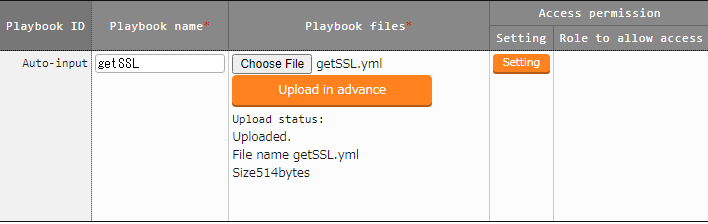 Playbook ID Playbook name* Playbook files* Access permission
Setting Role to allow access
Auto-input getSSL Choose File getSSL.yml Setting
Upload in advance
Upload status:
Uploaded.
File name getSSL.yml
Size514bytes